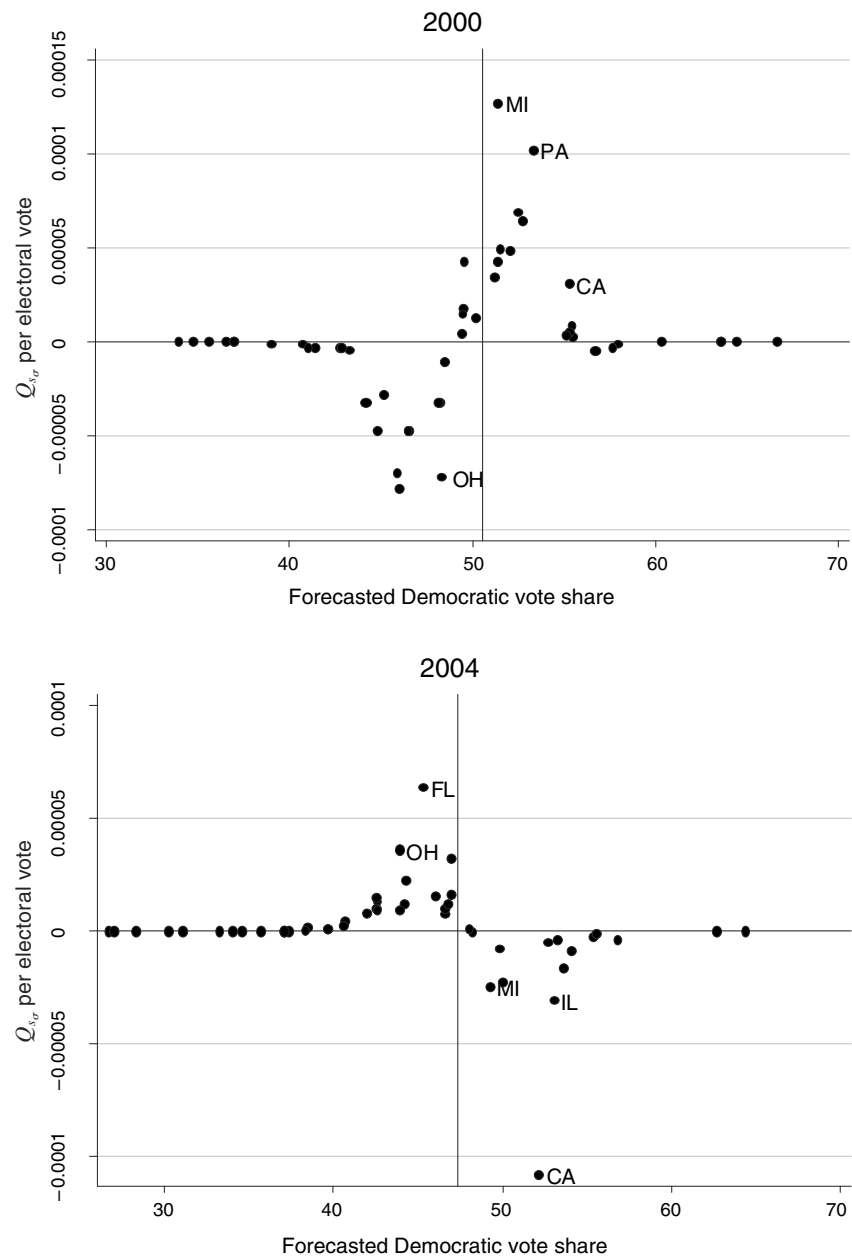 2000
0.00015
0.0001
0.00005
0
−0.00005
−0.0001
Q_{s_σ} per electoral vote
MI
PA
CA
OH
30 40 50 60 70
Forecasted Democratic vote share
2004
0.0001
0.00005
0
−0.00005
−0.0001
Q_{s_σ} per electoral vote
FL
OH
MI
IL
CA
30 40 50 60 70
Forecasted Democratic vote share